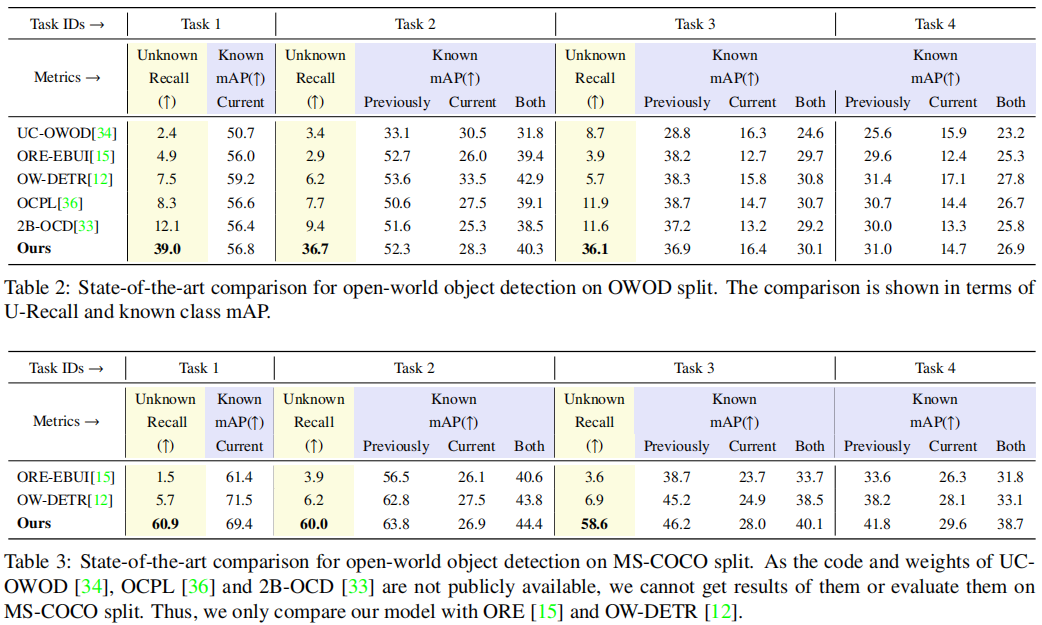 Task IDs → Task 1 Task 2 Task 3 Task 4
Unknown Known Unknown Known Unknown Known Known
Metrics → Recall mAP(↑) Recall mAP(↑) Recall mAP(↑) mAP(↑)
(↑) Current (↑) Previously Current Both (↑) Previously Current Both Previously Current Both
UC-OWOD[34] 2.4 50.7 3.4 33.1 30.5 31.8 8.7 28.8 16.3 24.6 25.6 15.9 23.2
ORE-EBUI[15] 4.9 56.0 2.9 52.7 26.0 39.4 3.9 38.2 12.7 29.7 29.6 12.4 25.3
OW-DETR[12] 7.5 59.2 6.2 53.6 33.5 42.9 5.7 38.3 15.8 30.8 31.4 17.1 27.8
OCPL[36] 8.3 56.6 7.7 50.6 27.5 39.1 11.9 38.7 14.7 30.7 30.7 14.4 26.7
2B-OCD[33] 12.1 56.4 9.4 51.6 25.3 38.5 11.6 37.2 13.2 29.2 30.0 13.3 25.8
Ours 39.0 56.8 36.7 52.3 28.3 40.3 36.1 36.9 16.4 30.1 31.0 14.7 26.9
Table 2: State-of-the-art comparison for open-world object detection on OWOD split. The comparison is shown in terms of
U-Recall and known class mAP.
Task IDs → Task 1 Task 2 Task 3 Task 4
Unknown Known Unknown Known Unknown Known Known
Metrics → Recall mAP(↑) Recall mAP(↑) Recall mAP(↑) mAP(↑)
(↑) Current (↑) Previously Current Both (↑) Previously Current Both Previously Current Both
ORE-EBUI[15] 1.5 61.4 3.9 56.5 26.1 40.6 3.6 38.7 23.7 33.7 33.6 26.3 31.8
OW-DETR[12] 5.7 71.5 6.2 62.8 27.5 43.8 6.9 45.2 24.9 38.5 38.2 28.1 33.1
Ours 60.9 69.4 60.0 63.8 26.9 44.4 58.6 46.2 28.0 40.1 41.8 29.6 38.7
Table 3: State-of-the-art comparison for open-world object detection on MS-COCO split. As the code and weights of UC-
OWOD [34], OCPL [36] and 2B-OCD [33] are not publicly available, we cannot get results of them or evaluate them on
MS-COCO split. Thus, we only compare our model with ORE [15] and OW-DETR [12].